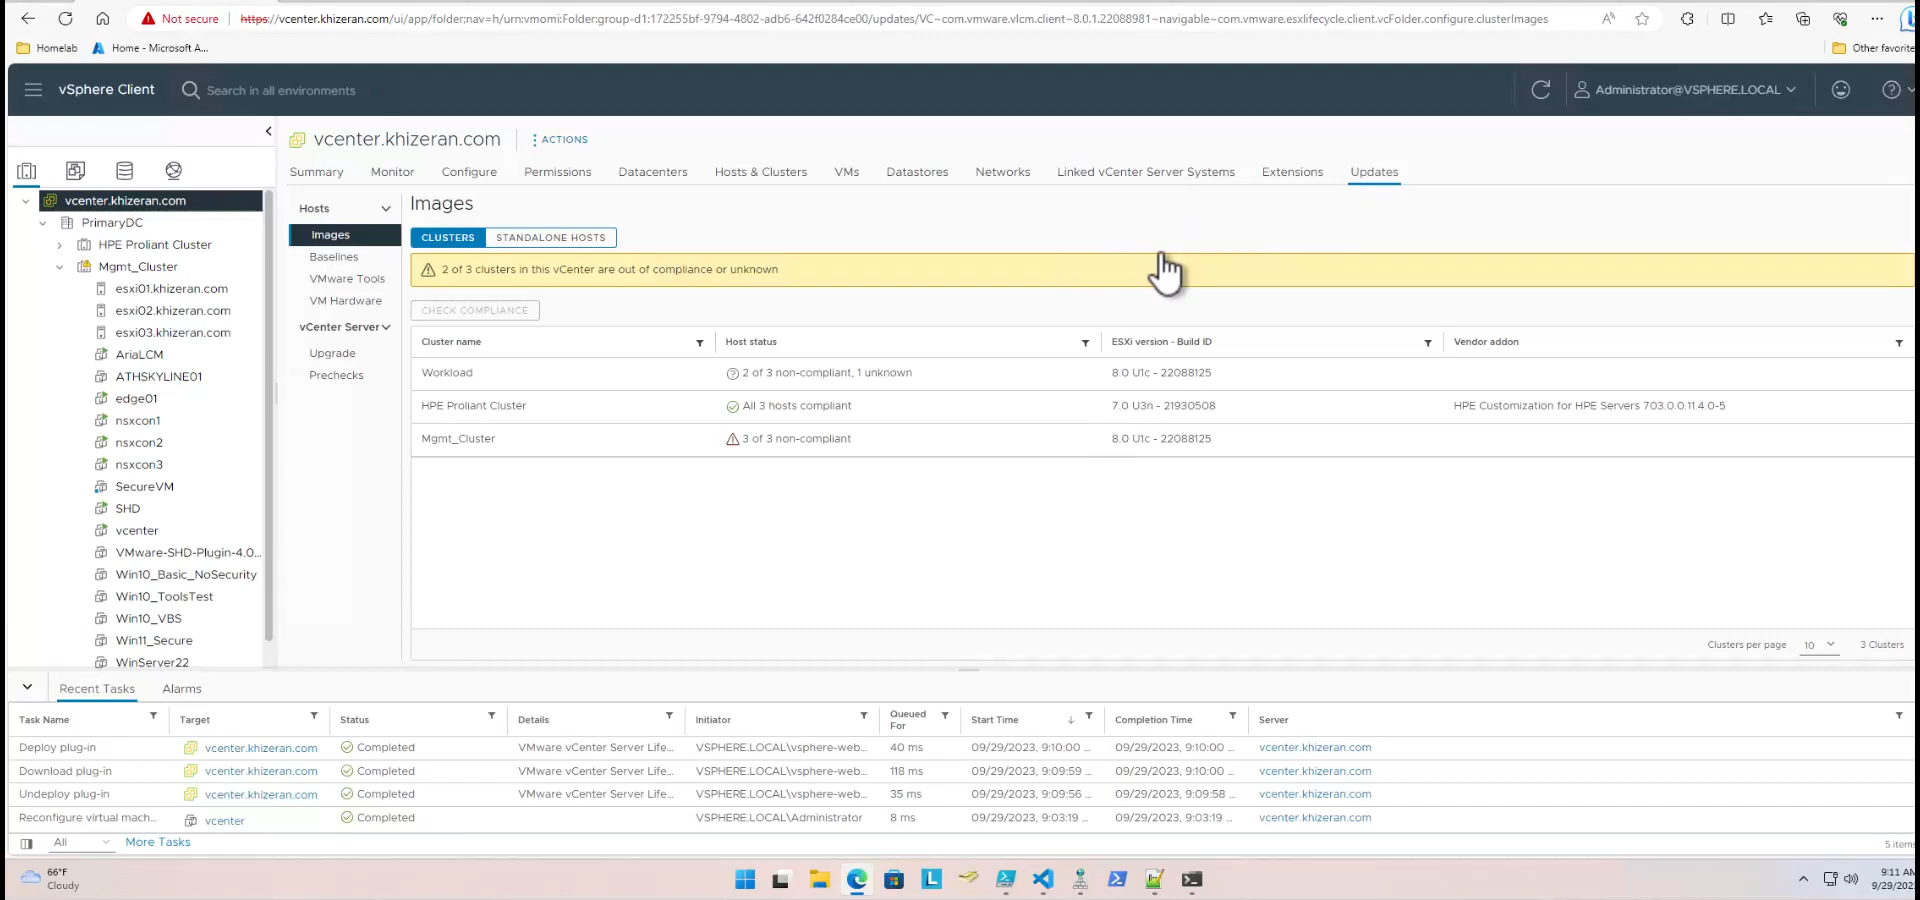 Not secure
https://vcenter.khizeran.com/ui/app/folder;nav=h/urn:vmomi:Folder:group-d1:172255bf-9794-4802-adb6-642f0284ce00/updates/VC~com.vmware.vlcm.client~8.0.1.22088981~navigable~com.vmware.esxlifecycle.client.vcFolder.configure.clusterImages
Homelab
Home - Microsoft A...
Other favorite
vSphere Client
Search in all environments
Administrator@VSPHERE.LOCAL
vcenter.khizeran.com
ACTIONS
Summary
Monitor
Configure
Permissions
Datacenters
Hosts & Clusters
VMs
Datastores
Networks
Linked vCenter Server Systems
Extensions
Updates
vcenter.khizeran.com
PrimaryDC
HPE Proliant Cluster
Mgmt_Cluster
esxi01.khizeran.com
esxi02.khizeran.com
esxi03.khizeran.com
AriaLCM
ATHSKYLINE01
edge01
nsxcon1
nsxcon2
nsxcon3
SecureVM
SHD
vcenter
VMware-SHD-Plugin-4.0...
Win10_Basic_NoSecurity
Win10_ToolsTest
Win10_VBS
Win11_Secure
WinServer22
Hosts
Images
Baselines
VMware Tools
VM Hardware
vCenter Server
Upgrade
Prechecks
Images
CLUSTERS
STANDALONE HOSTS
2 of 3 clusters in this vCenter are out of compliance or unknown
CHECK COMPLIANCE
Cluster name Host status ESXi version - Build ID Vendor addon
Workload 2 of 3 non-compliant, 1 unknown 8.0 U1c - 22088125
HPE Proliant Cluster All 3 hosts compliant 7.0 U3n - 21930508 HPE Customization for HPE Servers 703.0.0.11.4.0-5
Mgmt_Cluster 3 of 3 non-compliant 8.0 U1c - 22088125
Clusters per page 10 3 Clusters
Recent Tasks
Alarms
Task Name Target Status Details Initiator Queued For Start Time Completion Time Server
Deploy plug-in vcenter.khizeran.com Completed VMware vCenter Server Life... VSPHERE.LOCAL\vsphere-web... 40 ms 09/29/2023, 9:10:00 ... 09/29/2023, 9:10:00 ... vcenter.khizeran.com
Download plug-in vcenter.khizeran.com Completed VMware vCenter Server Life... VSPHERE.LOCAL\vsphere-web... 118 ms 09/29/2023, 9:09:59 ... 09/29/2023, 9:10:00 ... vcenter.khizeran.com
Undeploy plug-in vcenter.khizeran.com Completed VMware vCenter Server Life... VSPHERE.LOCAL\vsphere-web... 35 ms 09/29/2023, 9:09:56 ... 09/29/2023, 9:09:58 ... vcenter.khizeran.com
Reconfigure virtual mach... vcenter Completed VSPHERE.LOCAL\Administrator 8 ms 09/29/2023, 9:03:19 ... 09/29/2023, 9:03:19 ... vcenter.khizeran.com
All
More Tasks
5 items
66°F
Cloudy
9:11 AM
9/29/202